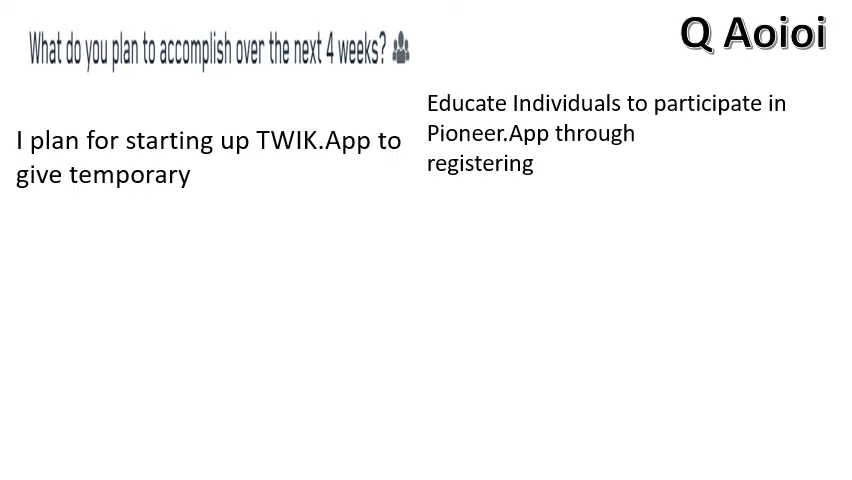 What do you plan to accomplish over the next 4 weeks?
Q Aoioi
I plan for starting up TWIK.App to
give temporary
Educate Individuals to participate in
Pioneer.App through
registering